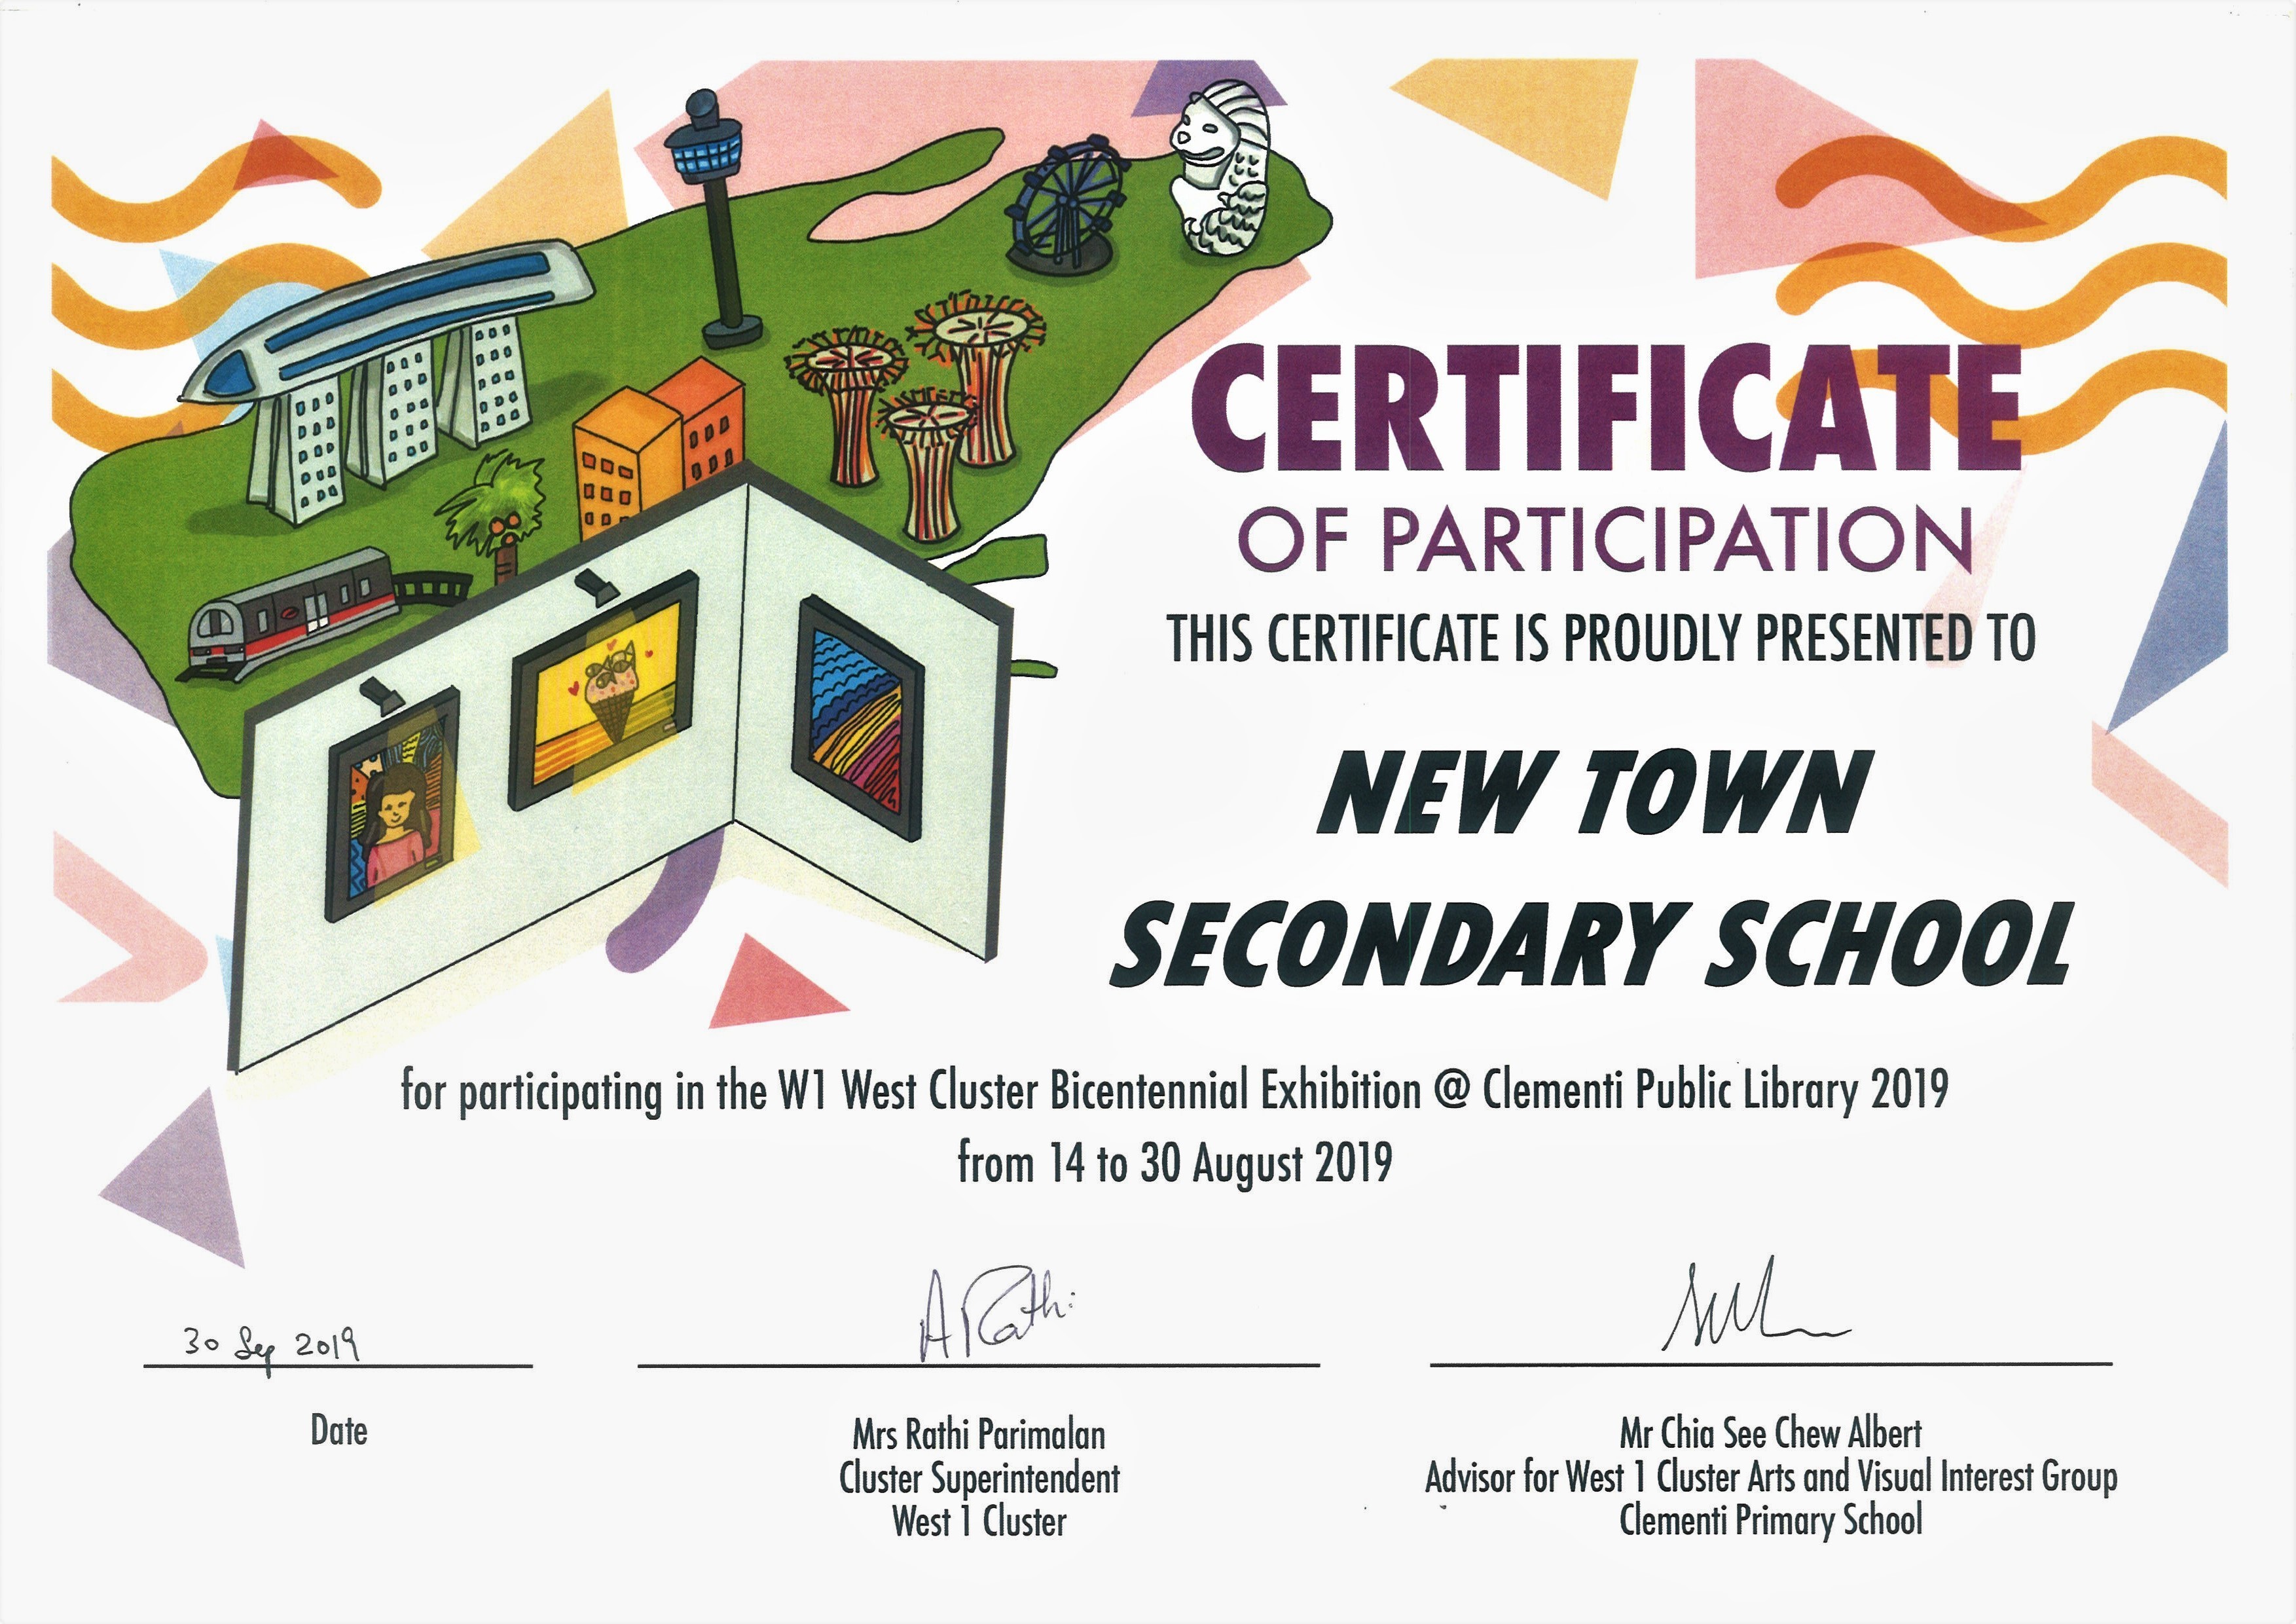 CERTIFICATE
OF PARTICIPATION
THIS CERTIFICATE IS PROUDLY PRESENTED TO
NEW TOWN
SECONDARY SCHOOL
for participating in the W1 West Cluster Bicentennial Exhibition @ Clementi Public Library 2019
from 14 to 30 August 2019
30 Sep 2019
A Rathi
Date
Mrs Rathi Parimalan
Cluster Superintendent
West 1 Cluster
Mr Chia See Chew Albert
Advisor for West 1 Cluster Arts and Visual Interest Group
Clementi Primary School